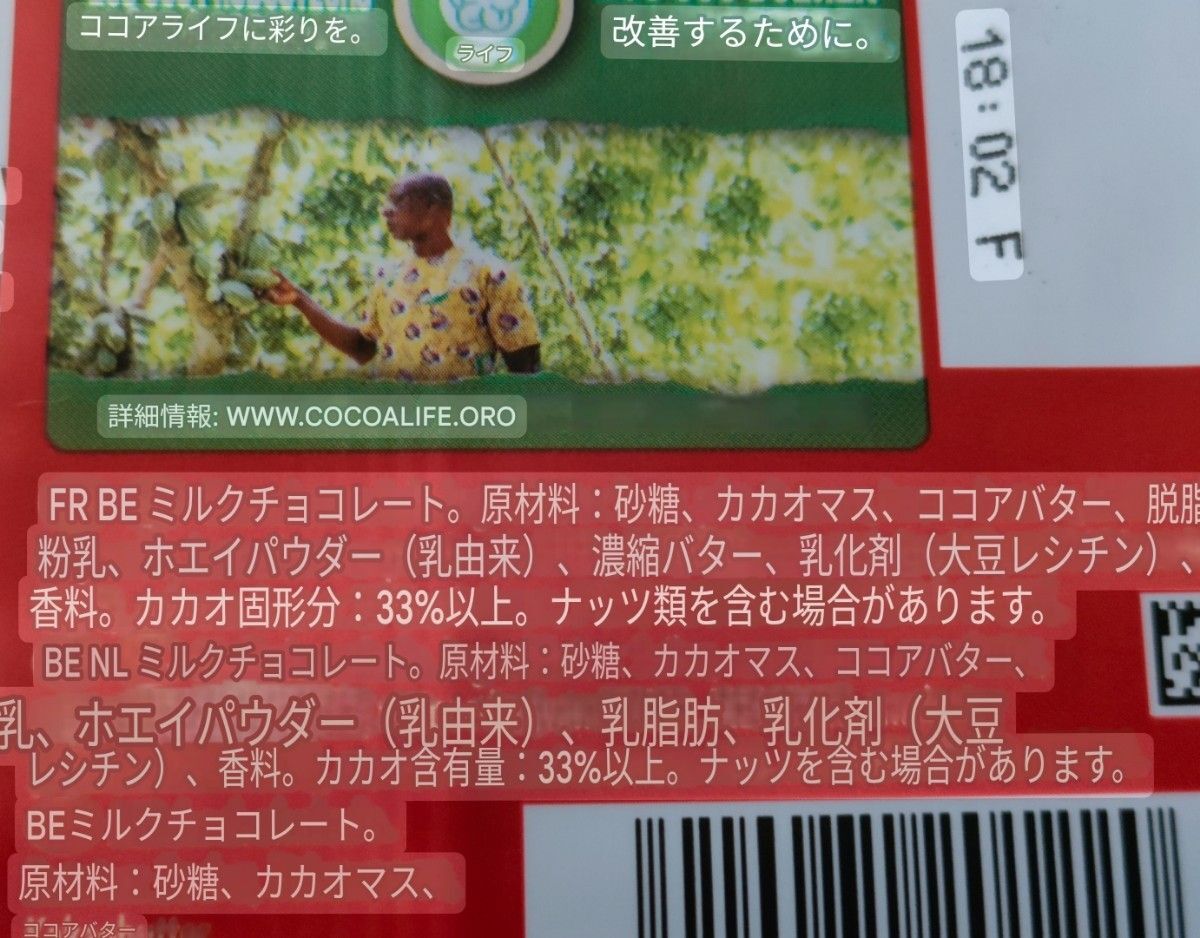 ココアライフに彩りを。
ライフ
改善するために。
18:02 F
詳細情報: WWW.COCOALIFE.ORO
FR BE ミルクチョコレート。原材料：砂糖、カカオマス、ココアバター、脱脂
粉乳、ホエイパウダー（乳由来）、濃縮バター、乳化剤（大豆レシチン）、
香料。カカオ固形分：33%以上。ナッツ類を含む場合があります。
BE NL ミルクチョコレート。原材料：砂糖、カカオマス、ココアバター、
乳、ホエイパウダー（乳由来）、乳脂肪、乳化剤（大豆
レシチン）、香料。カカオ含有量：33%以上。ナッツを含む場合があります。
BEミルクチョコレート。
原材料：砂糖、カカオマス、
ココアバター